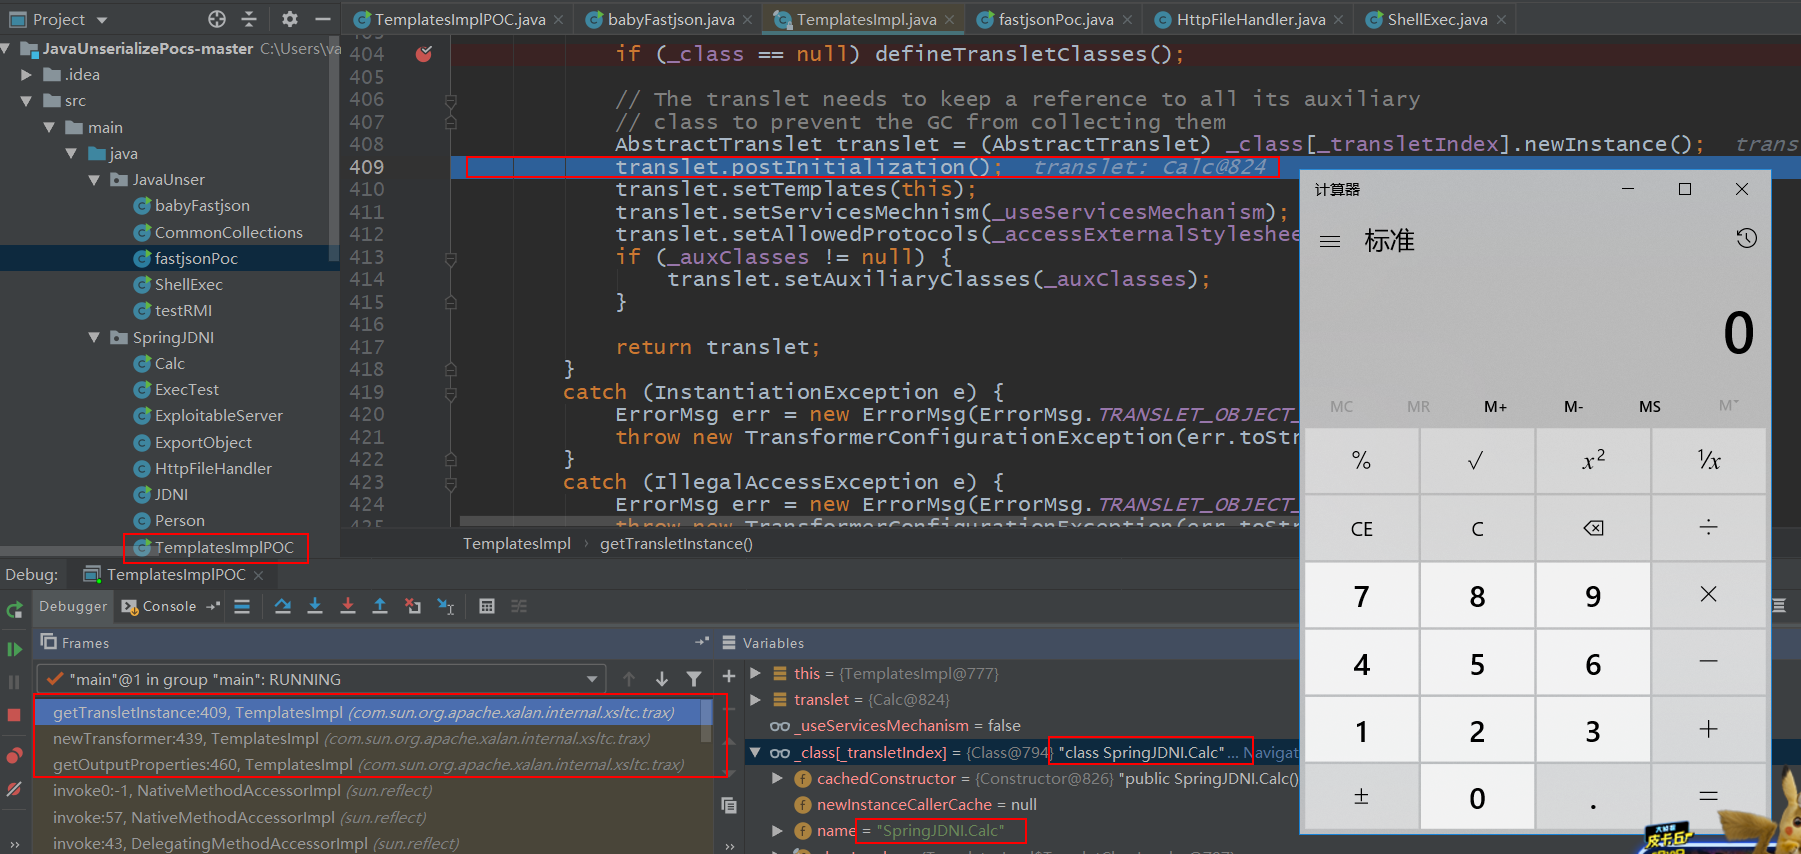 Project
TemplatesImplPOC.java
babyFastjson.java
TemplatesImpl.java
fastjsonPoc.java
HttpFileHandler.java
ShellExec.java
JavaUnserializePocs-master C:\Users\va
.idea
src
main
java
JavaUnser
babyFastjson
CommonCollections
fastjsonPoc
ShellExec
testRMI
SpringJDNI
Calc
ExecTest
ExploitableServer
ExportObject
HttpFileHandler
JDNI
Person
TemplatesImplPOC
404 if (_class == null) defineTransletClasses();
405
406 // The translet needs to keep a reference to all its auxiliary
407 // class to prevent the GC from collecting them
408 AbstractTranslet translet = (AbstractTranslet) _class[_transletIndex].newInstance(); trans
409 translet.postInitialization(); translet: Calc@824
410 translet.setTemplates(this);
411 translet.setServicesMechnism(_useServicesMechanism);
412 translet.setAllowedProtocols(_accessExternalStyleshee
413 if (_auxClasses != null) {
414 translet.setAuxiliaryClasses(_auxClasses);
415 }
416
417 return translet;
418 }
419 catch (InstantiationException e) {
420 ErrorMsg err = new ErrorMsg(ErrorMsg.TRANSLET_OBJECT_
421 throw new TransformerConfigurationException(err.toStr
422 }
423 catch (IllegalAccessException e) {
424 ErrorMsg err = new ErrorMsg(ErrorMsg.TRANSLET_OBJECT_
425 throw new TransformerConfigurationException(err.toStr
TemplatesImpl › getTransletInstance()
计算器
标准
0
MC MR M+ M- MS M˅
% √ x² ¹/x
CE C ⌫ ÷
7 8 9 ×
4 5 6 −
1 2 3 +
± 0 . =
Debug: TemplatesImplPOC
Debugger Console
Frames
"main"@1 in group "main": RUNNING
getTransletInstance:409, TemplatesImpl (com.sun.org.apache.xalan.internal.xsltc.trax)
newTransformer:439, TemplatesImpl (com.sun.org.apache.xalan.internal.xsltc.trax)
getOutputProperties:460, TemplatesImpl (com.sun.org.apache.xalan.internal.xsltc.trax)
invoke0:-1, NativeMethodAccessorImpl (sun.reflect)
invoke:57, NativeMethodAccessorImpl (sun.reflect)
invoke:43, DelegatingMethodAccessorImpl (sun.reflect)
Variables
this = {TemplatesImpl@777}
translet = {Calc@824}
_useServicesMechanism = false
_class[_transletIndex] = {Class@794} "class SpringJDNI.Calc"... Navigat
cachedConstructor = {Constructor@826} "public SpringJDNI.Calc()
newInstanceCallerCache = null
name = "SpringJDNI.Calc"